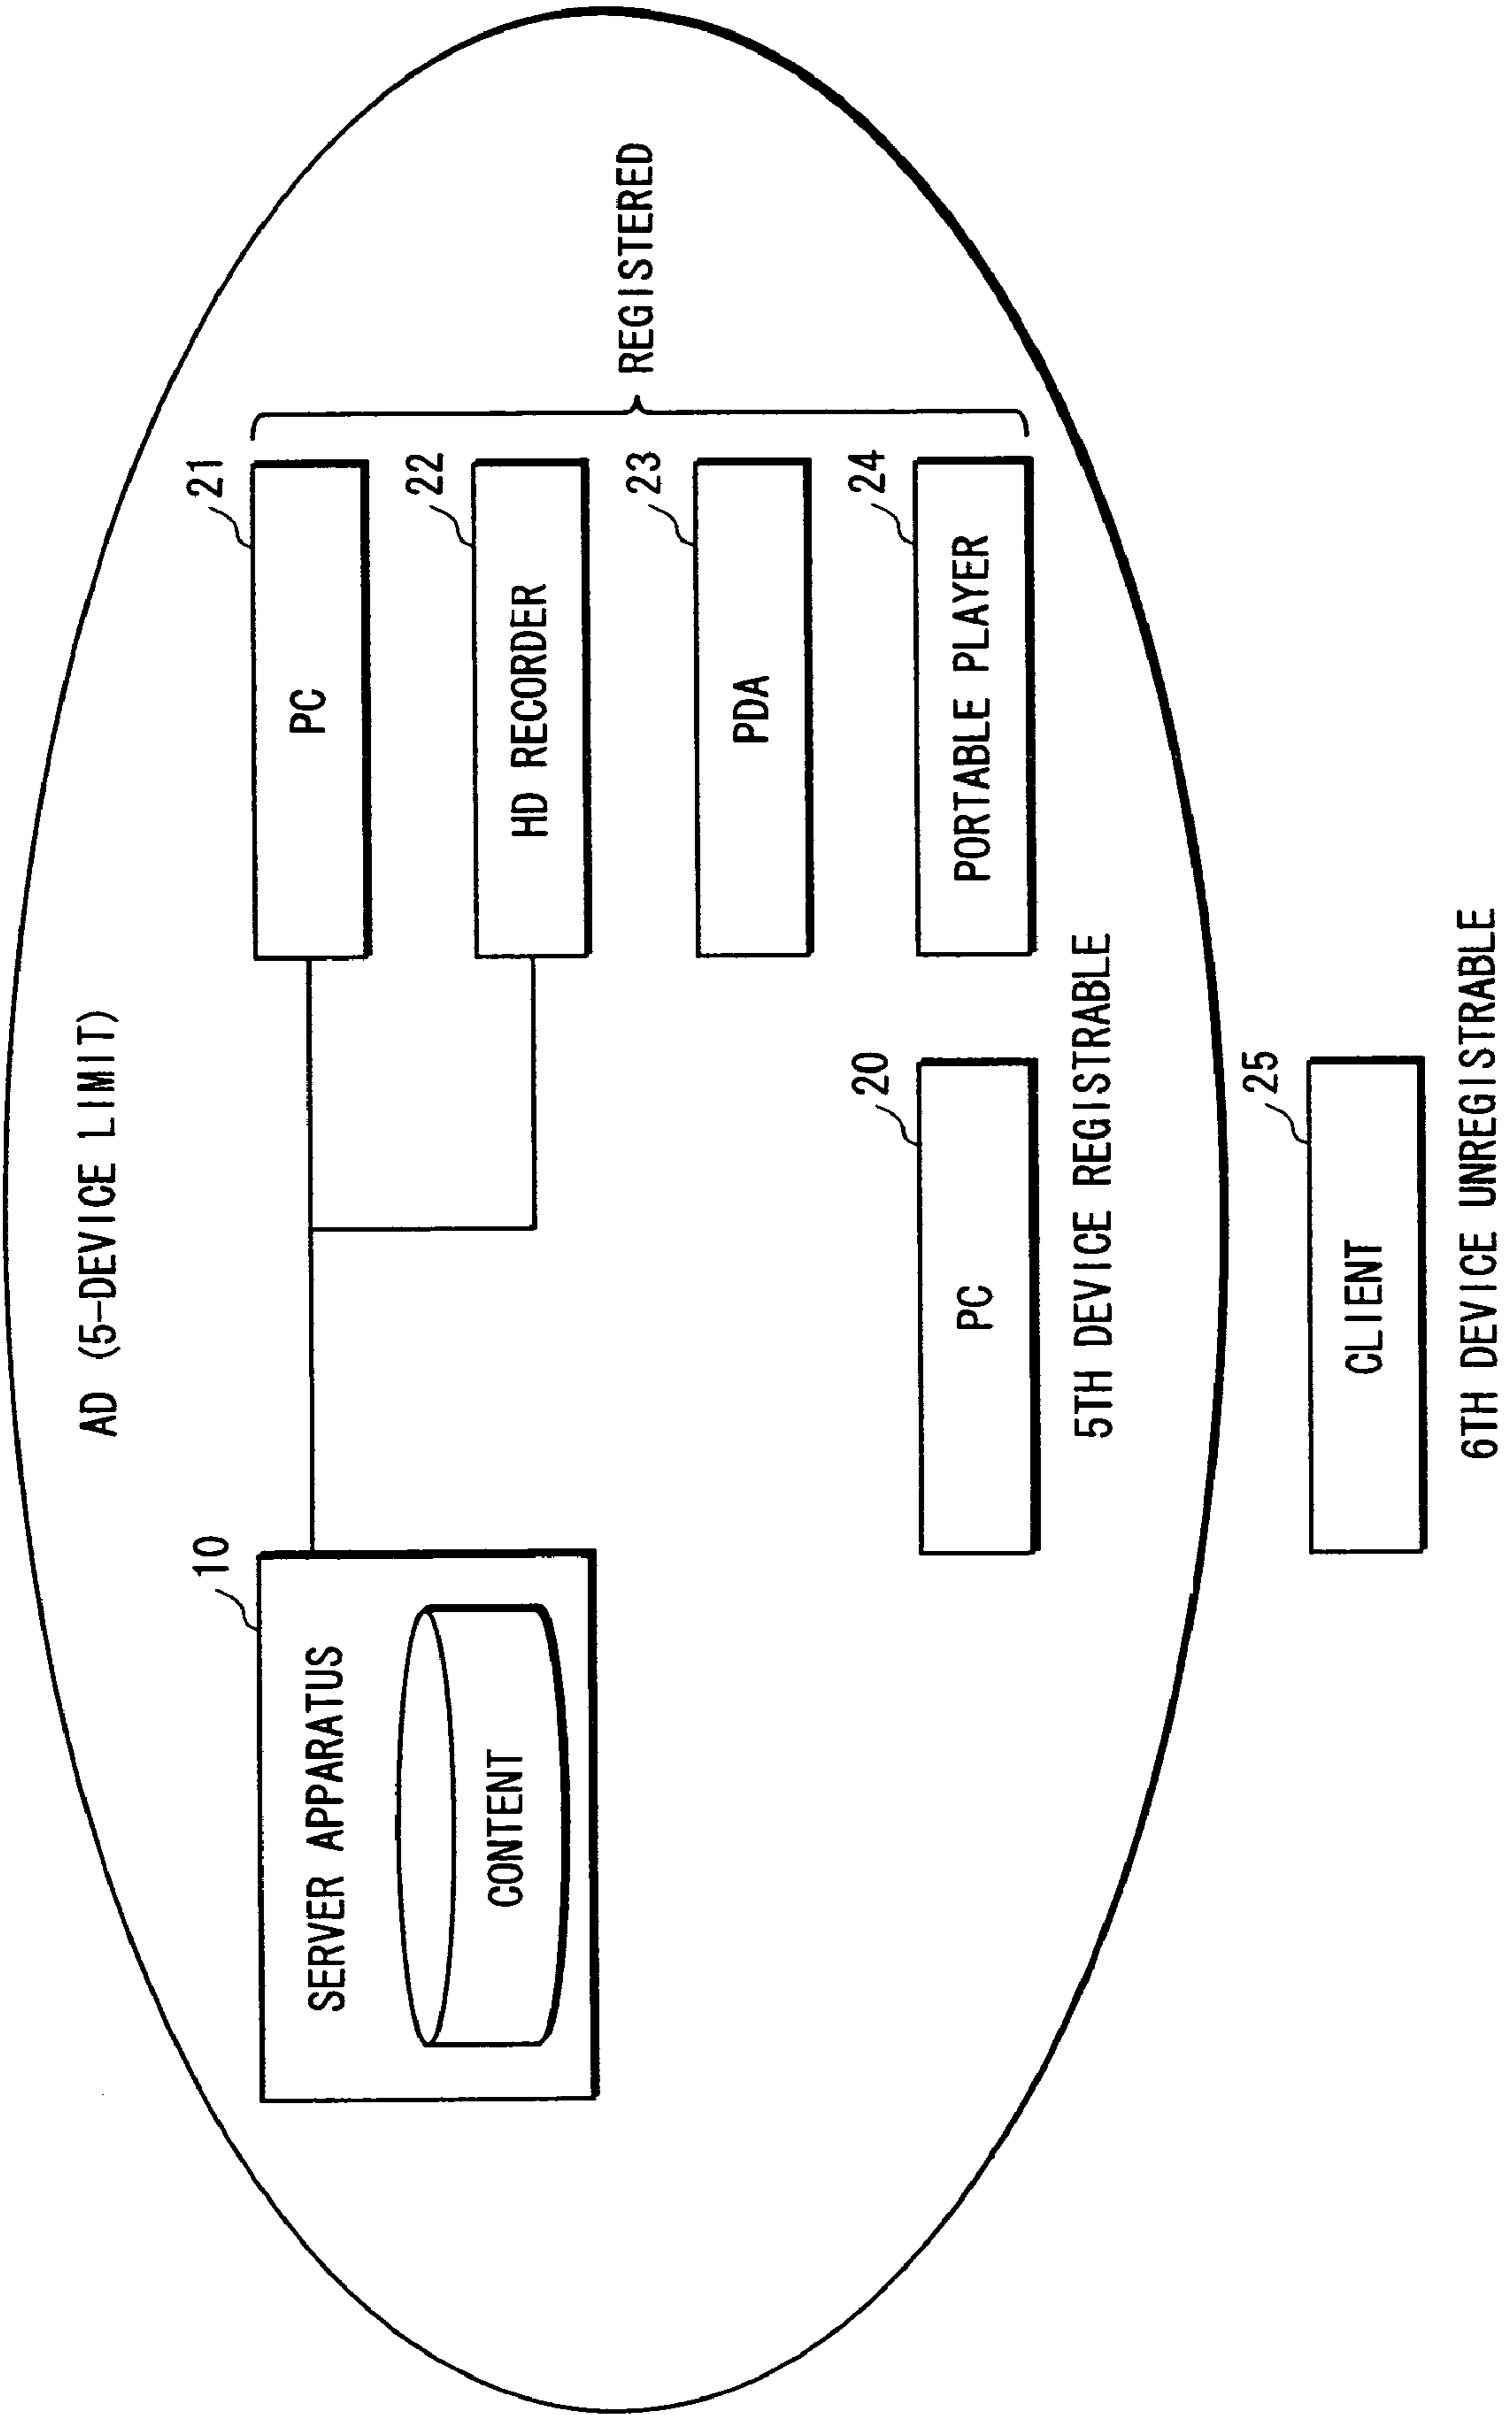 AD (5-DEVICE LIMIT)
10
SERVER APPARATUS
CONTENT
21
PC
22
HD RECORDER
23
PDA
24
PORTABLE PLAYER
REGISTERED
20
PC
5TH DEVICE REGISTRABLE
25
CLIENT
6TH DEVICE UNREGISTRABLE